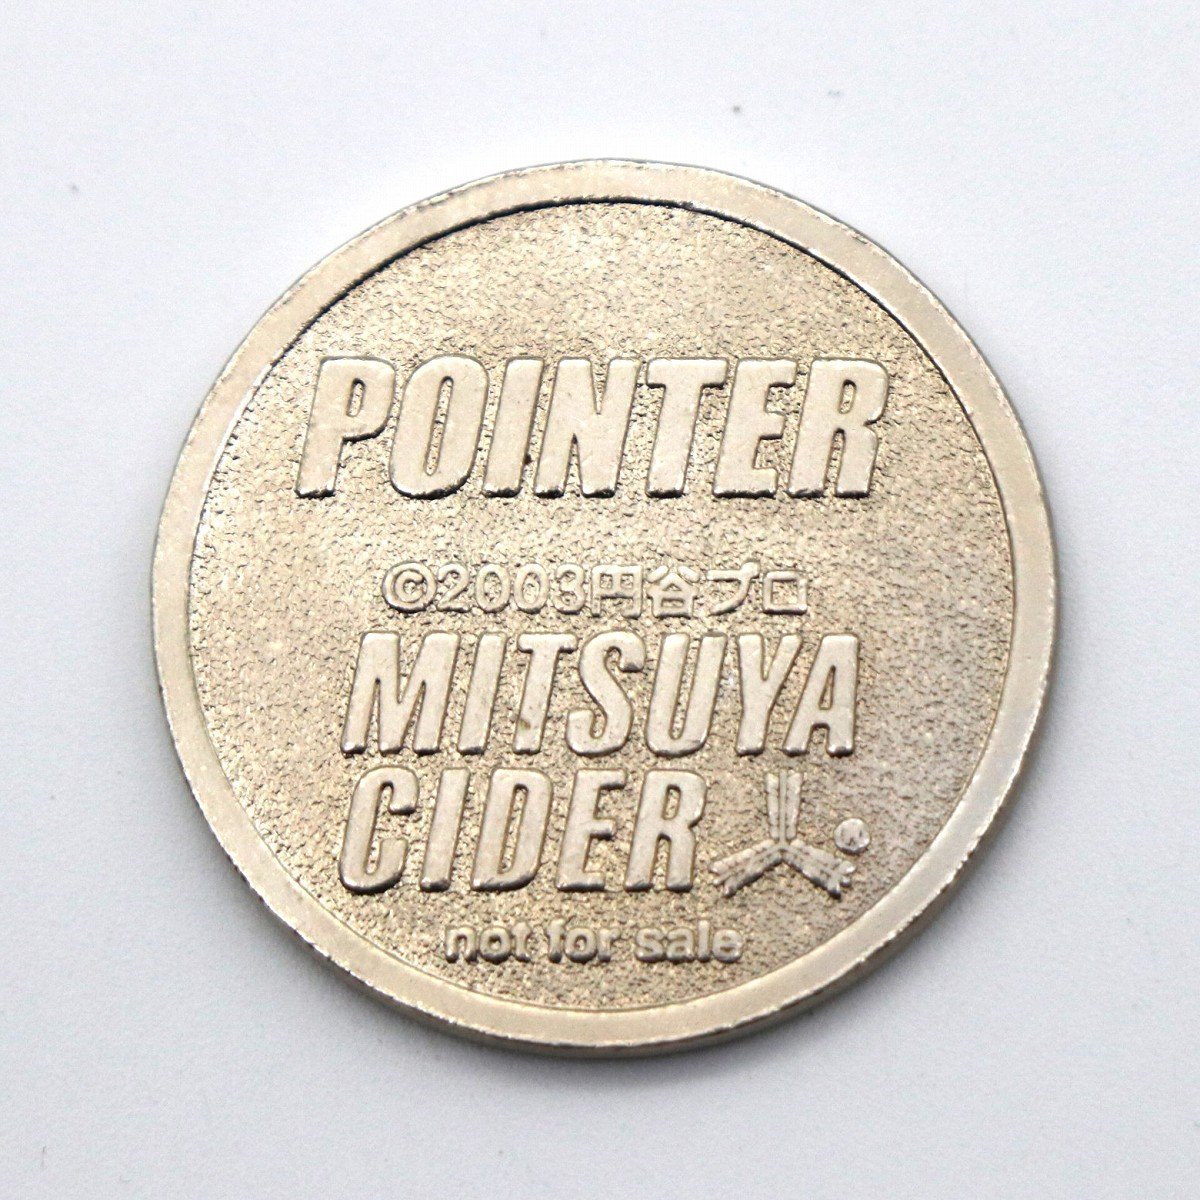 POINTER
©2003円谷プロ
MITSUYA
CIDER
not for sale